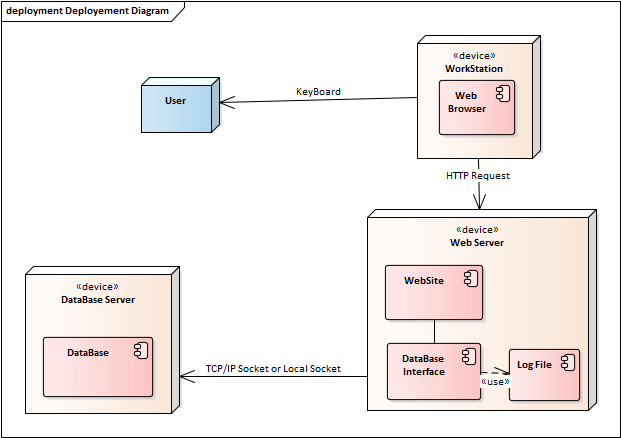 deployment Deployement Diagram
«device»
WorkStation
Web
Browser
User
KeyBoard
HTTP Request
«device»
Web Server
WebSite
DataBase
Interface
«use»
Log File
«device»
DataBase Server
DataBase
TCP/IP Socket or Local Socket